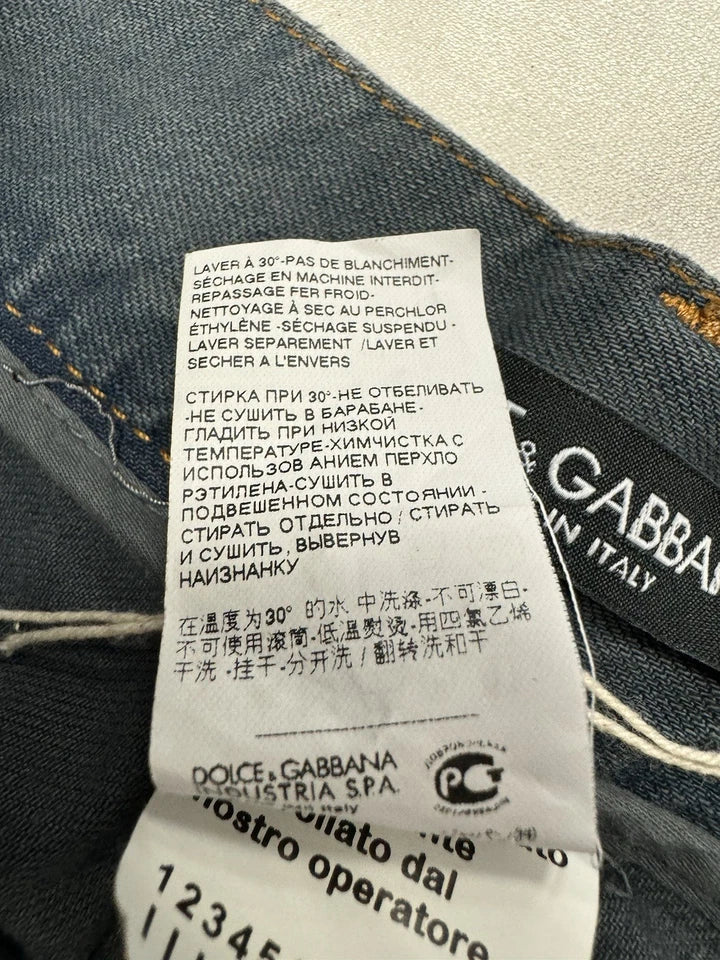 LAVER À 30°-PAS DE BLANCHIMENT-
SÉCHAGE EN MACHINE INTERDIT-
REPASSAGE FER FROID-
NETTOYAGE À SEC AU PERCHLOR
ÉTHYLÈNE -SÉCHAGE SUSPENDU -
LAVER SEPAREMENT /LAVER ET
SECHER A L'ENVERS
СТИРКА ПРИ 30°-НЕ ОТБЕЛИВАТЬ
-НЕ СУШИТЬ В БАРАБАНЕ-
ГЛАДИТЬ ПРИ НИЗКОЙ
ТЕМПЕРАТУРЕ-ХИМЧИСТКА С
ИСПОЛЬЗОВ АНИЕМ ПЕРХЛО
РЭТИЛЕНА-СУШИТЬ В
ПОДВЕШЕННОМ СОСТОЯНИИ -
СТИРАТЬ ОТДЕЛЬНО / СТИРАТЬ
И СУШИТЬ, ВЫВЕРНУВ
НАИЗНАНКУ
在温度为30° 的水 中洗涤-不可漂白-
不可使用滚筒-低温熨烫-用四氯乙烯
干洗 -挂干-分开洗 / 翻转洗和干
DOLCE & GABBANA
INDUSTRIA S.P.A.
Italy
РСТ
& GABBA
IN ITALY
dal
nostro operatore
12345